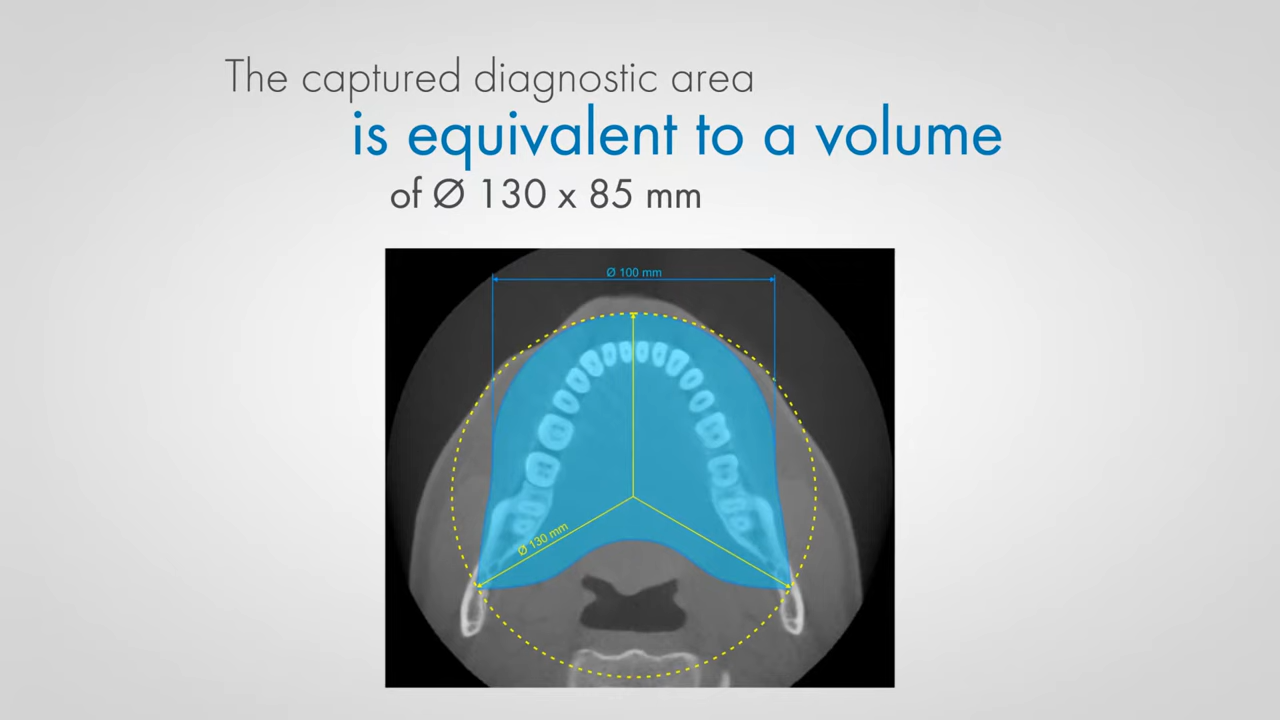 The captured diagnostic area
is equivalent to a volume
of Ø 130 x 85 mm
Ø 100 mm
Ø 130 mm